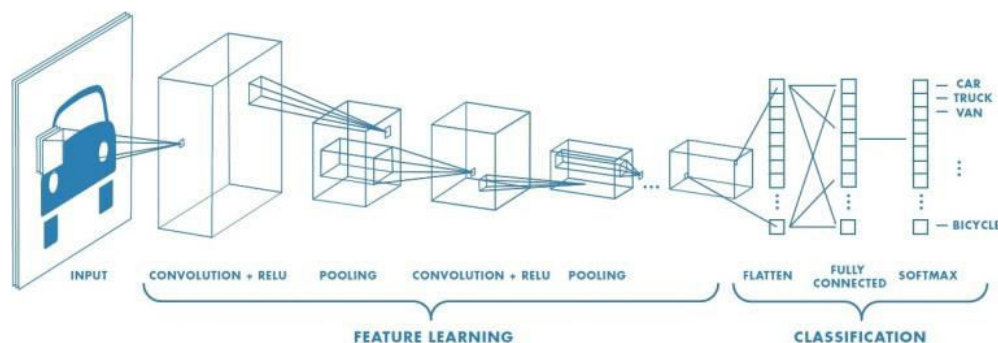 CAR
TRUCK
VAN
BICYCLE
INPUT
CONVOLUTION + RELU
POOLING
CONVOLUTION + RELU
POOLING
FLATTEN
FULLY
CONNECTED
SOFTMAX
FEATURE LEARNING
CLASSIFICATION